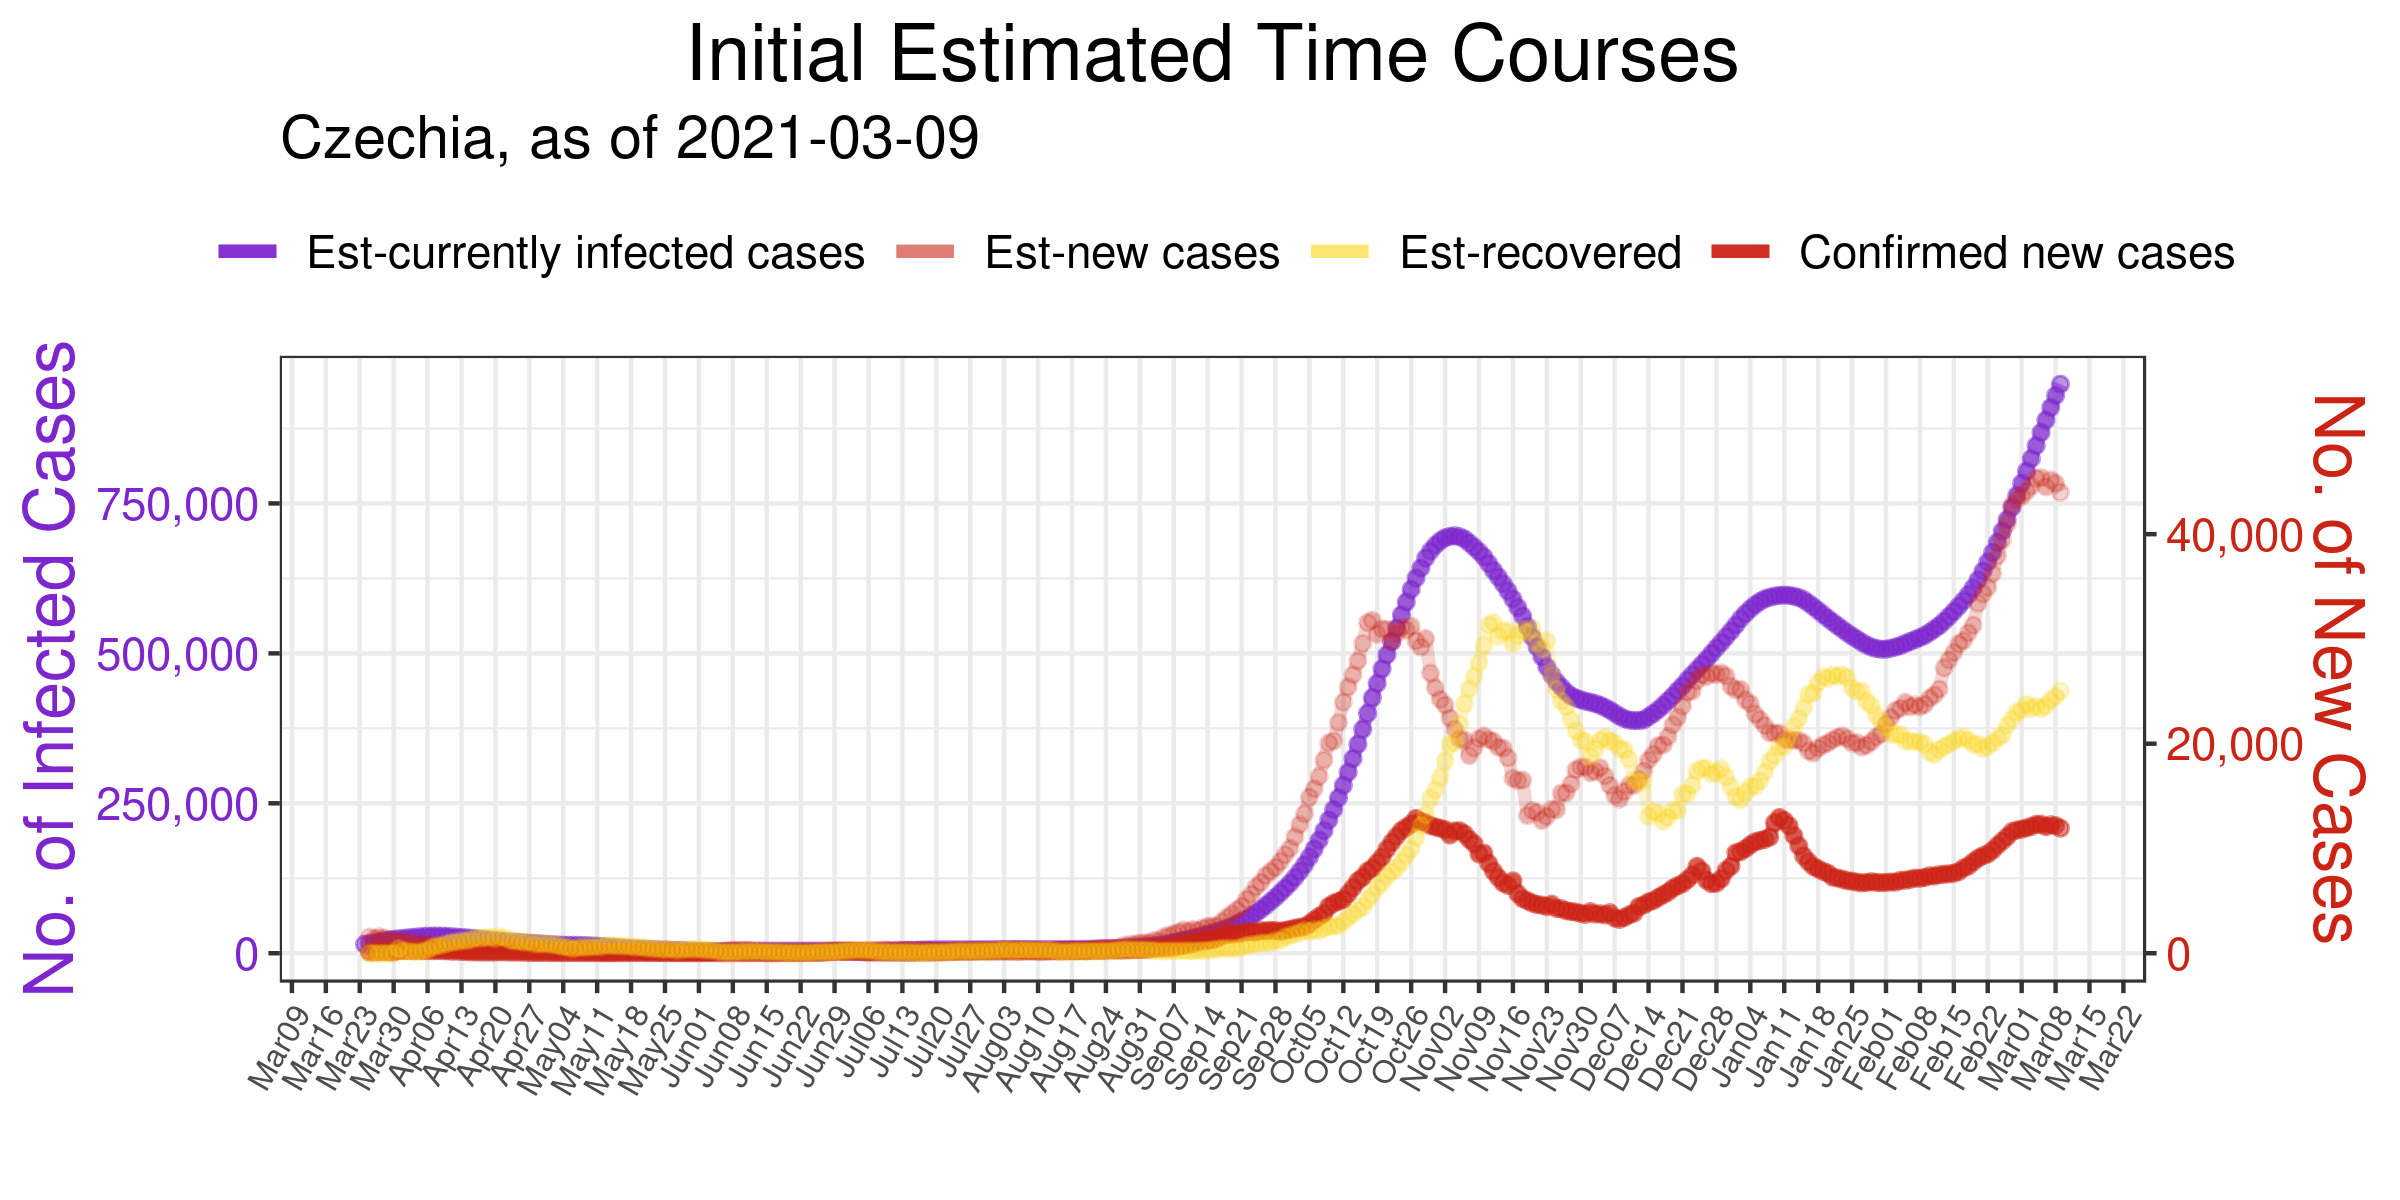 Initial Estimated Time Courses
Czechia, as of 2021-03-09
Est-currently infected cases
Est-new cases
Est-recovered
Confirmed new cases
No. of Infected Cases
750,000
500,000
250,000
0
No. of New Cases
40,000
20,000
0
Mar09
Mar16
Mar23
Mar30
Apr06
Apr13
Apr20
Apr27
May04
May11
May18
May25
Jun01
Jun08
Jun15
Jun22
Jun29
Jul06
Jul13
Jul20
Jul27
Aug03
Aug10
Aug17
Aug24
Aug31
Sep07
Sep14
Sep21
Sep28
Oct05
Oct12
Oct19
Oct26
Nov02
Nov09
Nov16
Nov23
Nov30
Dec07
Dec14
Dec21
Dec28
Jan04
Jan11
Jan18
Jan25
Feb01
Feb08
Feb15
Feb22
Mar01
Mar08
Mar15
Mar22